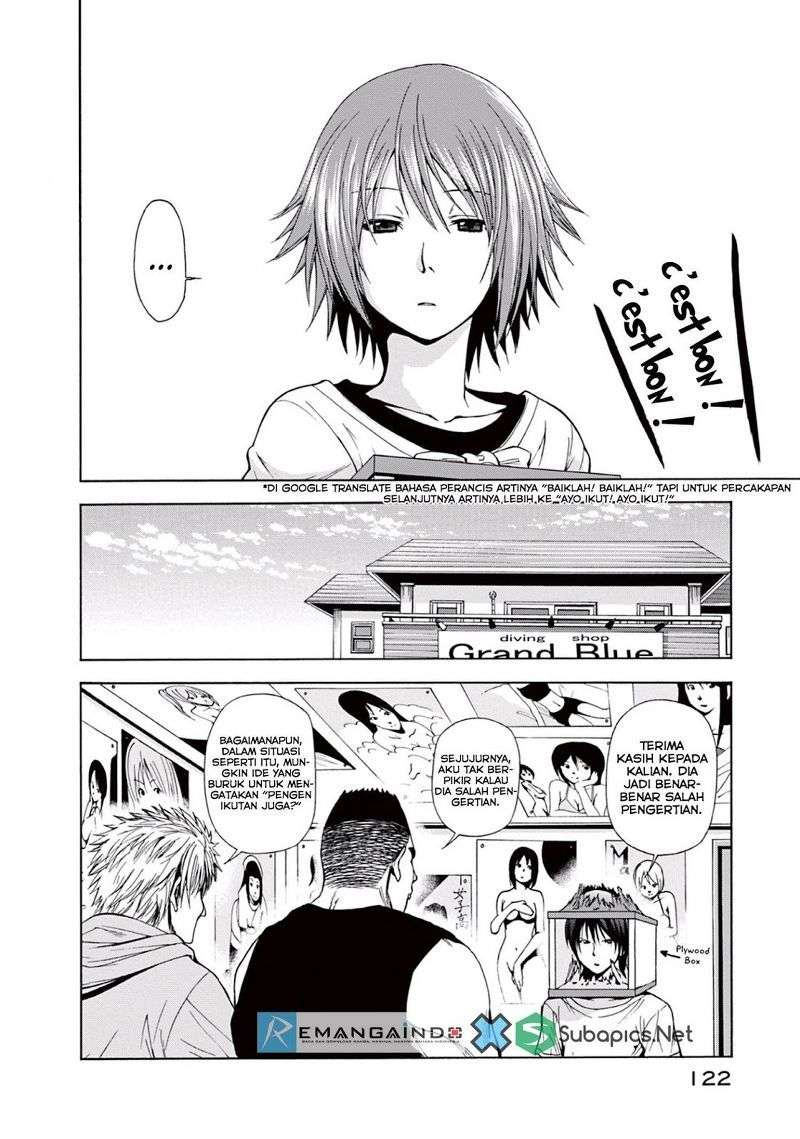 c'est bon!
c'est bon!
...
*DI GOOGLE TRANSLATE BAHASA PERANCIS ARTINYA "BAIKLAH! BAIKLAH!" TAPI UNTUK PERCAKAPAN
SELANJUTNYA ARTINYA LEBIH KE "AYO IKUT! AYO IKUT!"
diving shop
Grand Blue
TERIMA
KASIH KEPADA
KALIAN. DIA
JADI BENAR-
BENAR SALAH
PENGERTIAN.
SEJUJURNYA,
AKU TAK BER-
PIKIR KALAU
DIA SALAH PEN-
GERTIAN.
BAGAIMANAPUN,
DALAM SITUASI
SEPERTI ITU, MUNG-
KIN IDE YANG
BURUK UNTUK MEN-
GATAKAN "PENGEN
IKUTAN JUGA?"
M
Plywood
Box
REMANGAINDO
Subapics.Net
122